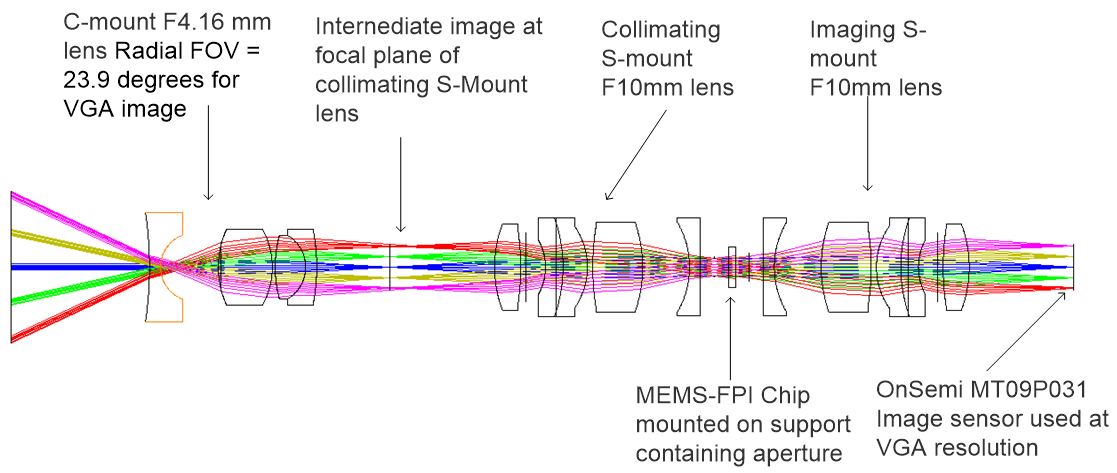 C-mount F4.16 mm
lens Radial FOV =
23.9 degrees for
VGA image
Internediate image at
focal plane of
collimating S-Mount
lens
Collimating
S-mount
F10mm lens
Imaging S-
mount
F10mm lens
MEMS-FPI Chip
mounted on support
containing aperture
OnSemi MT09P031
Image sensor used at
VGA resolution